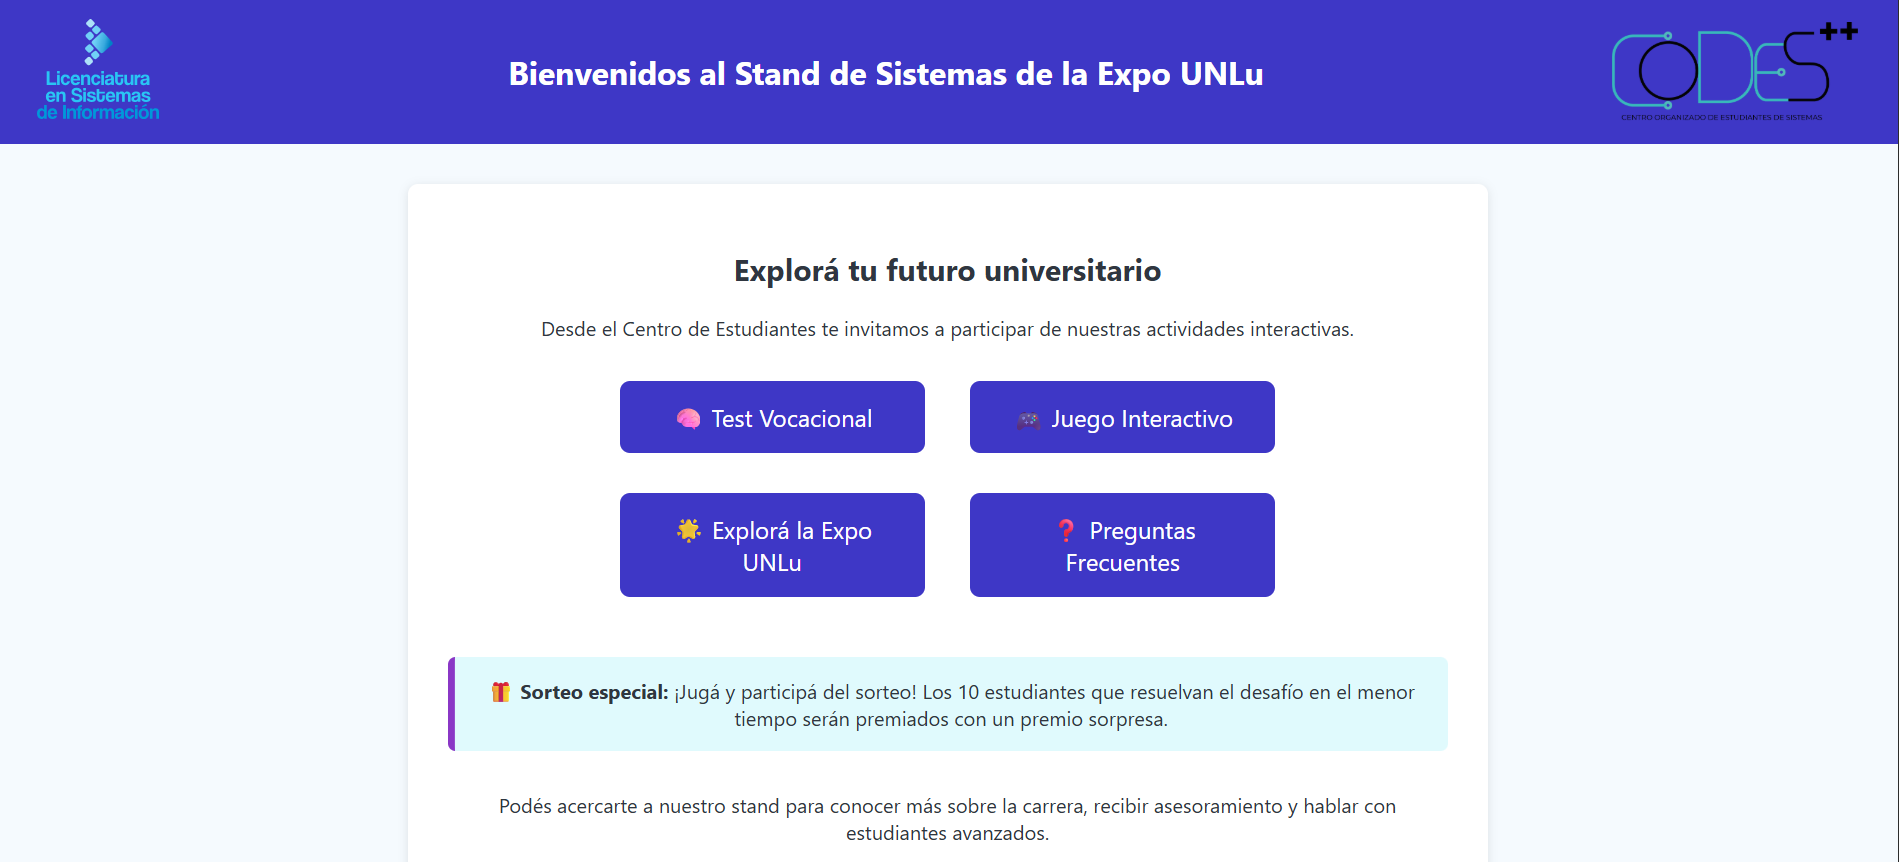 Licenciatura
en Sistemas
de Información
Bienvenidos al Stand de Sistemas de la Expo UNLu
CODES++
CENTRO ORGANIZADO DE ESTUDIANTES DE SISTEMAS
Explorá tu futuro universitario
Desde el Centro de Estudiantes te invitamos a participar de nuestras actividades interactivas.
🧠 Test Vocacional
🎮 Juego Interactivo
🌟 Explorá la Expo
UNLu
❓ Preguntas
Frecuentes
🎁 Sorteo especial: ¡Jugá y participá del sorteo! Los 10 estudiantes que resuelvan el desafío en el menor
tiempo serán premiados con un premio sorpresa.
Podés acercarte a nuestro stand para conocer más sobre la carrera, recibir asesoramiento y hablar con
estudiantes avanzados.